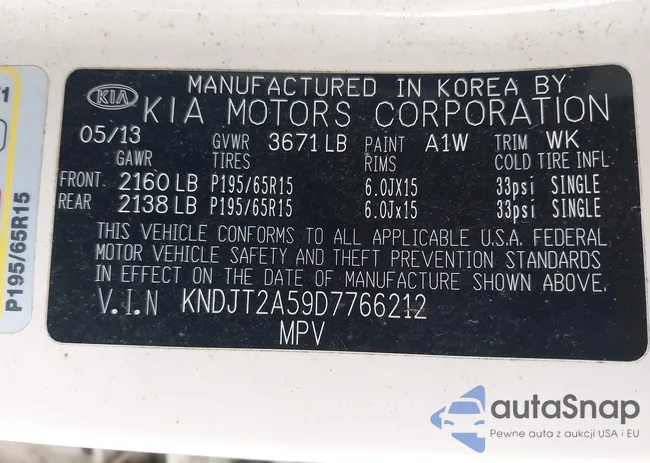 MANUFACTURED IN KOREA BY
KIA KIA MOTORS CORPORATION
05/13 GVWR 3671 LB PAINT A1W TRIM WK
GAWR TIRES RIMS COLD TIRE INFL
FRONT 2160 LB P195/65R15 6.0JX15 33psi SINGLE
REAR 2138 LB P195/65R15 6.0Jx15 33psi SINGLE
THIS VEHICLE CONFORMS TO ALL APPLICABLE U.S.A. FEDERAL
MOTOR VEHICLE SAFETY AND THEFT PREVENTION STANDARDS
IN EFFECT ON THE DATE OF MANUFACTURE SHOWN ABOVE.
V.I.N KNDJT2A59D7766212
MPV
P195/65R15
autoSnap
Pewne auta z aukcji USA i EU